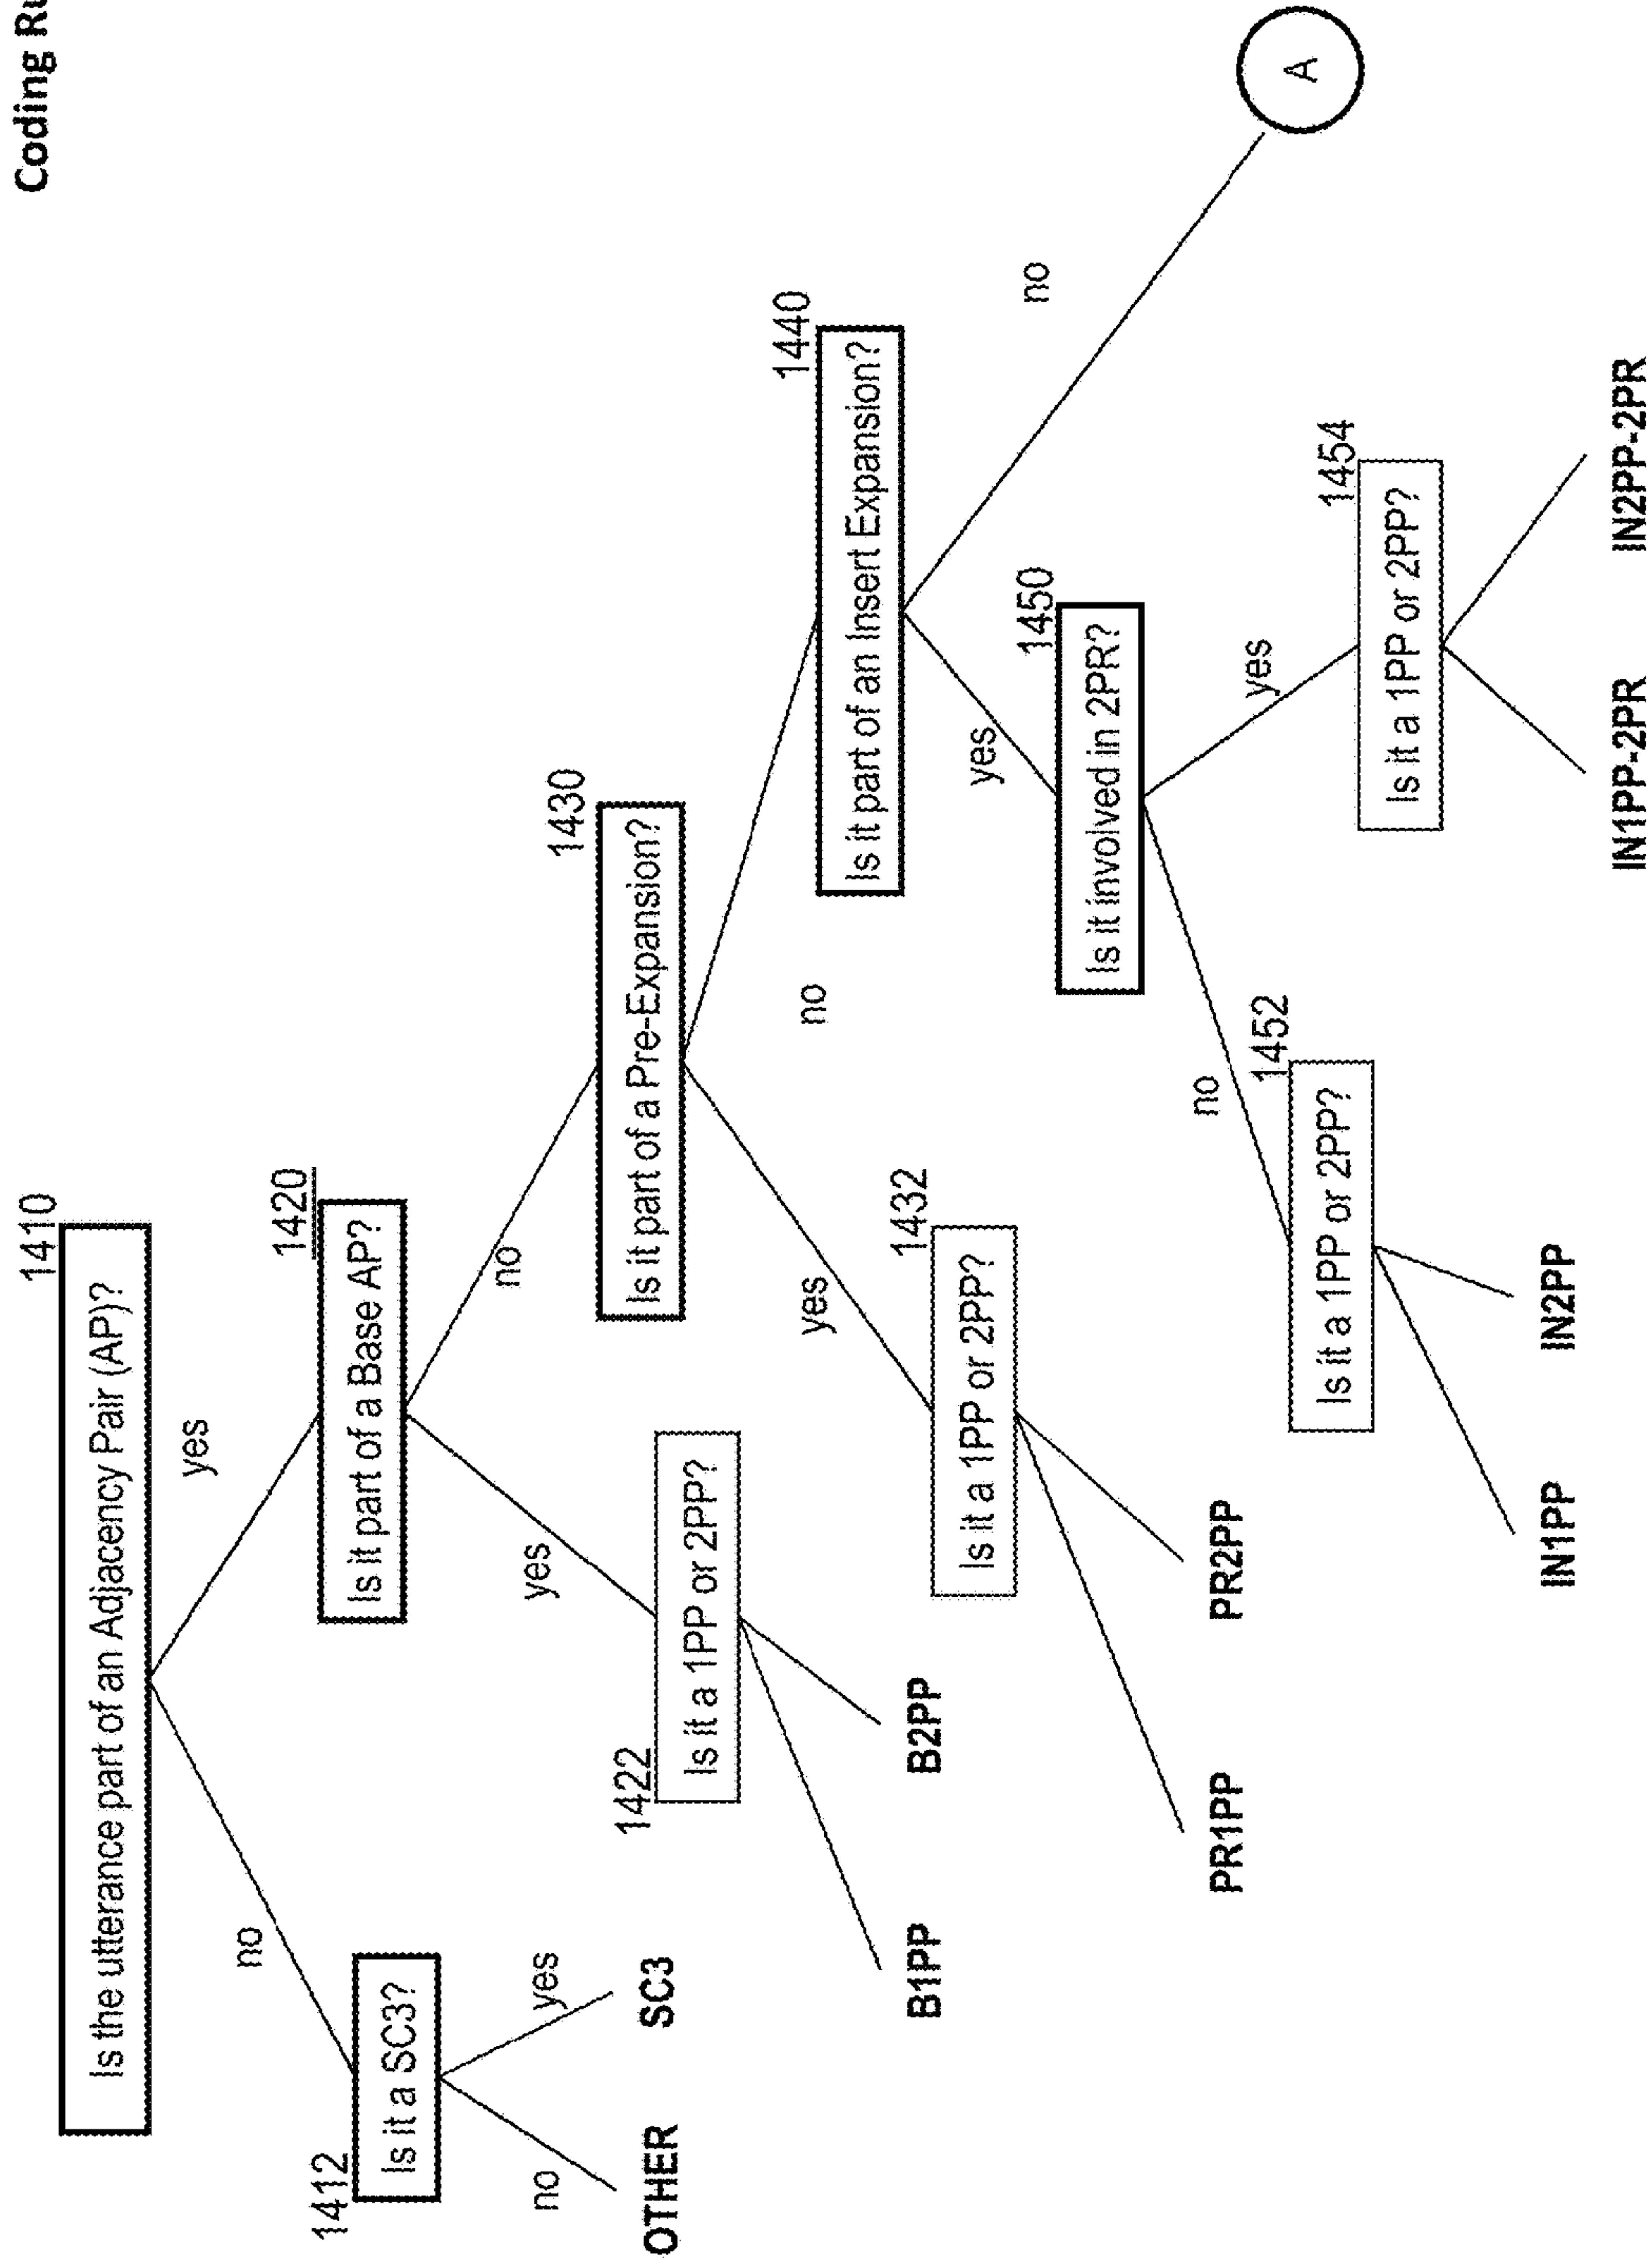 Coding Ru
1410
Is the utterance part of an Adjacency Pair (AP)?
no
yes
1412
Is it a SC3?
1420
Is it part of a Base AP?
no
yes
OTHER
SC3
yes
no
1422
Is it a 1PP or 2PP?
1430
Is it part of a Pre-Expansion?
B1PP
B2PP
yes
no
1432
Is it a 1PP or 2PP?
1440
Is it part of an Insert Expansion?
PR1PP
PR2PP
yes
no
1450
Is it involved in 2PR?
A
no
yes
1452
Is it a 1PP or 2PP?
1454
Is it a 1PP or 2PP?
IN1PP
IN2PP
IN1PP-2PR
IN2PP-2PR